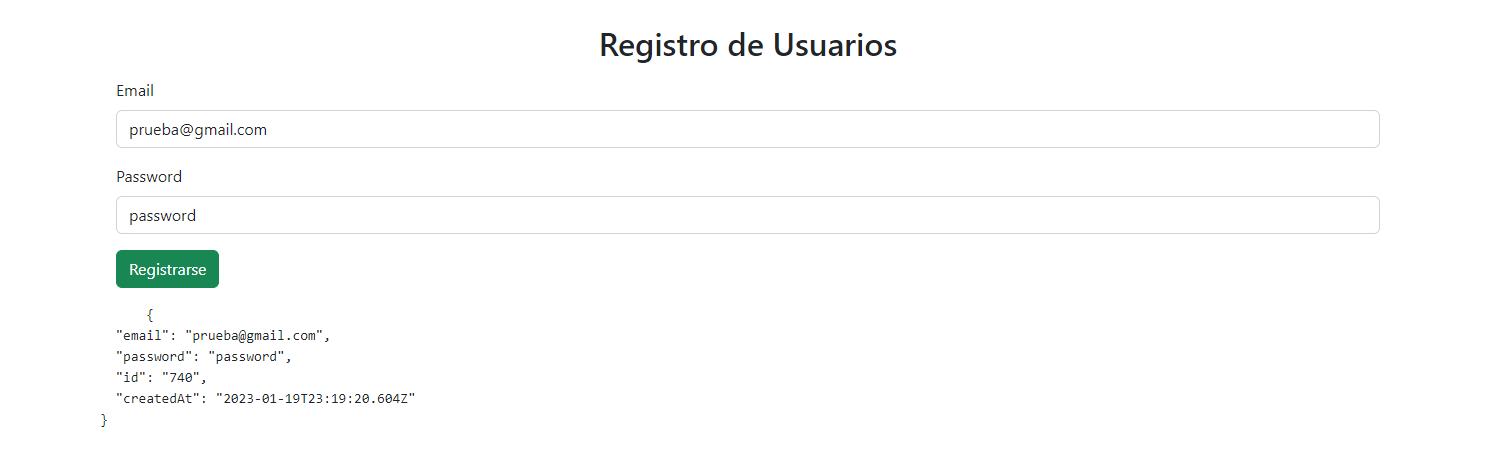 Registro de Usuarios
Email
prueba@gmail.com
Password
password
Registrarse
{
"email": "prueba@gmail.com",
"password": "password",
"id": "740",
"createdAt": "2023-01-19T23:19:20.604Z"
}